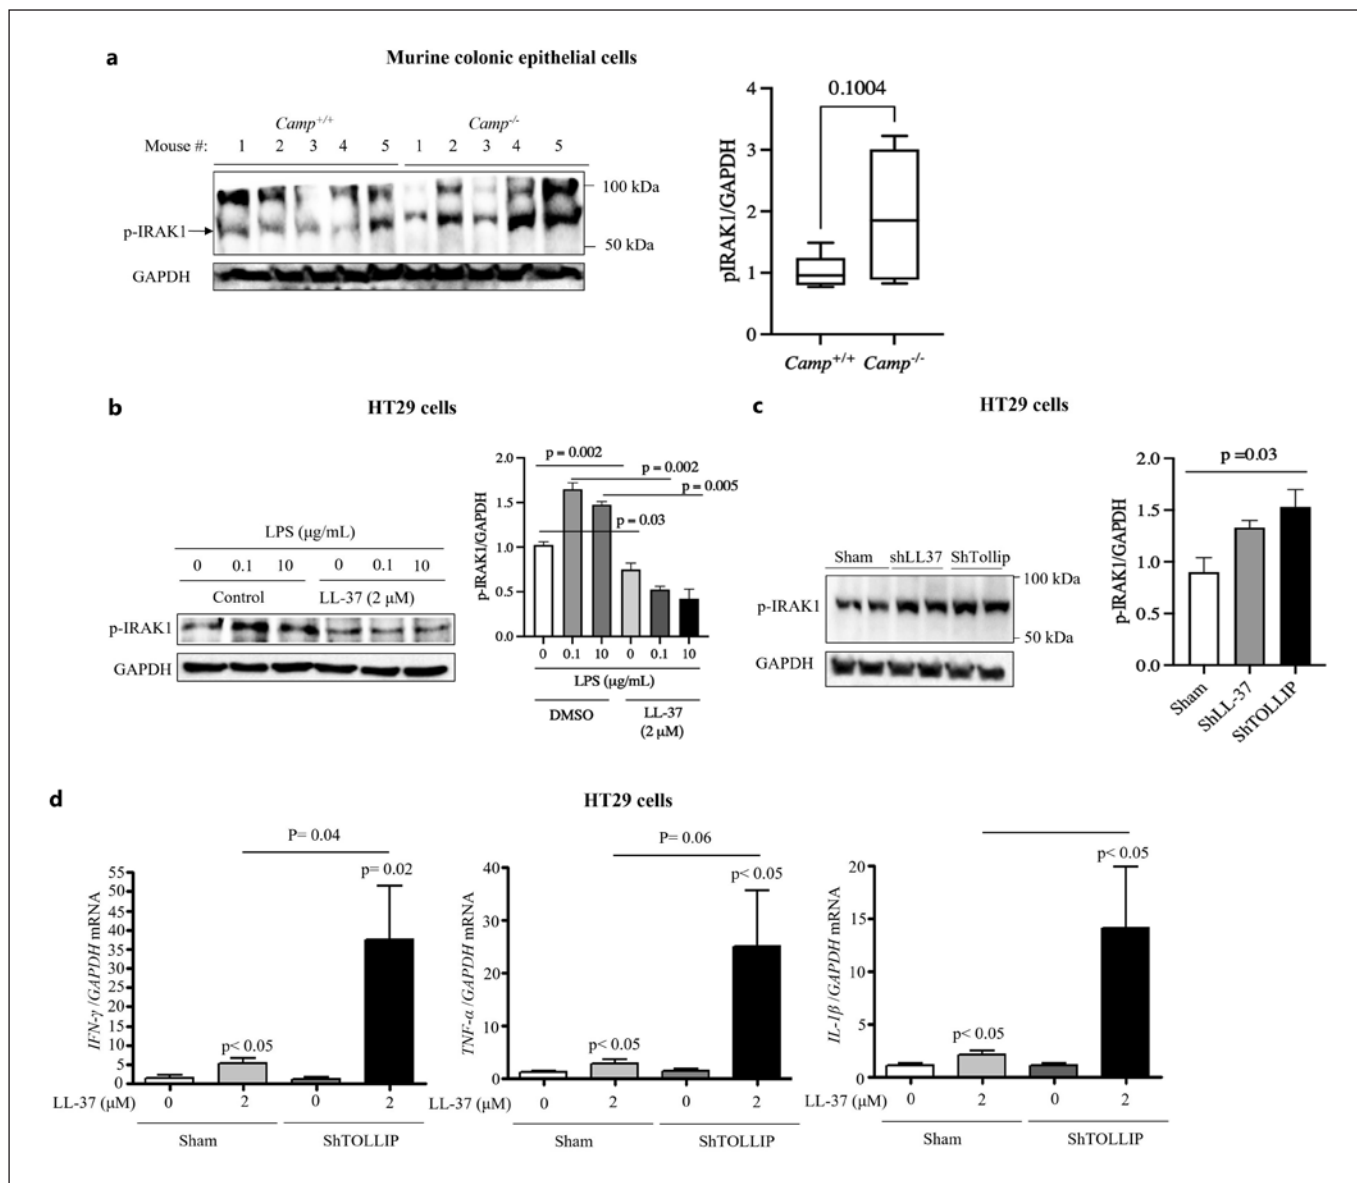 a
Murine colonic epithelial cells
Camp+/+ Camp-/-
Mouse #: 1 2 3 4 5 1 2 3 4 5
100 kDa
p-IRAK1
50 kDa
GAPDH
0.1004
pIRAK1/GAPDH
4
3
2
1
0
Camp+/+ Camp-/-
b
HT29 cells
LPS (μg/mL)
0 0.1 10 0 0.1 10
Control LL-37 (2 μM)
p-IRAK1
GAPDH
p = 0.002
p = 0.002
p = 0.005
p = 0.03
p-IRAK1/GAPDH
2.0
1.5
1.0
0.5
0.0
0 0.1 10 0 0.1 10
LPS (μg/mL)
DMSO LL-37
(2 μM)
c
HT29 cells
Sham shLL37 ShTollip
100 kDa
p-IRAK1
50 kDa
GAPDH
p =0.03
p-IRAK1/GAPDH
2.0
1.5
1.0
0.5
0.0
Sham
ShLL-37
ShTOLLIP
d
HT29 cells
P= 0.04
p= 0.02
p< 0.05
IFN-γ /GAPDH mRNA
55
50
45
40
35
30
25
20
15
10
5
0
LL-37 (μM) 0 2 0 2
Sham ShTOLLIP
P= 0.06
p< 0.05
p< 0.05
TNF-α /GAPDH mRNA
40
30
20
10
0
LL-37 (μM) 0 2 0 2
Sham ShTOLLIP
p< 0.05
p< 0.05
IL-1β /GAPDH mRNA
20
15
10
5
0
LL-37 (μM) 0 2 0 2
Sham ShTOLLIP